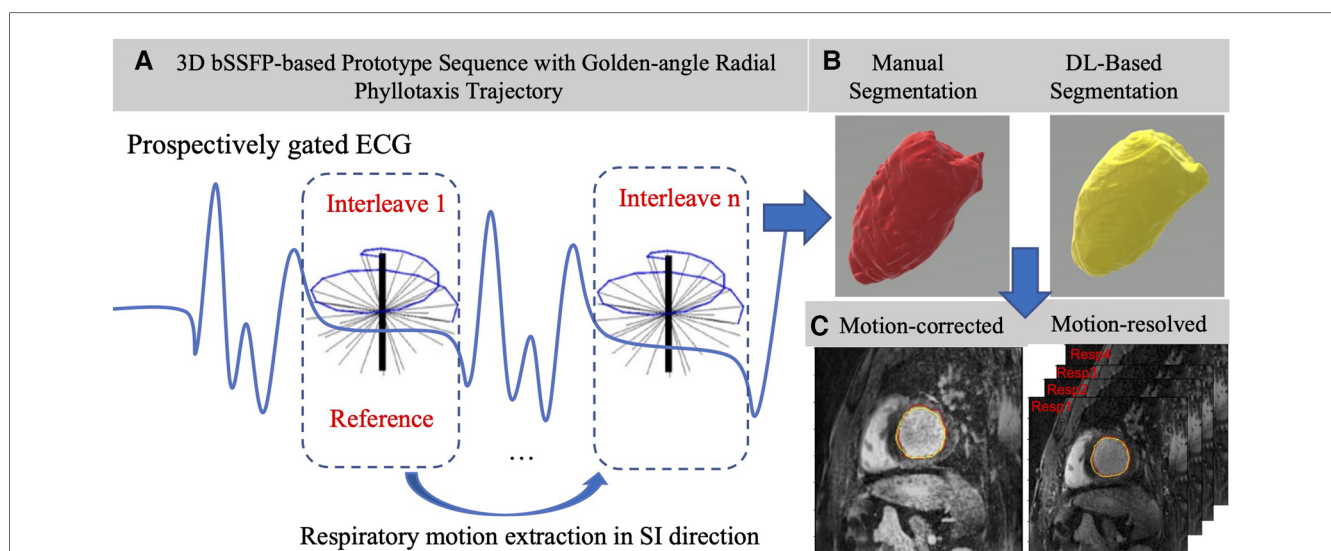 A 3D bSSFP-based Prototype Sequence with Golden-angle Radial
Phyllotaxis Trajectory
Prospectively gated ECG
Interleave 1
Interleave n
Reference
...
Respiratory motion extraction in SI direction
B Manual
Segmentation
DL-Based
Segmentation
C Motion-corrected
Motion-resolved
Resp4
Resp3
Resp2
Resp1